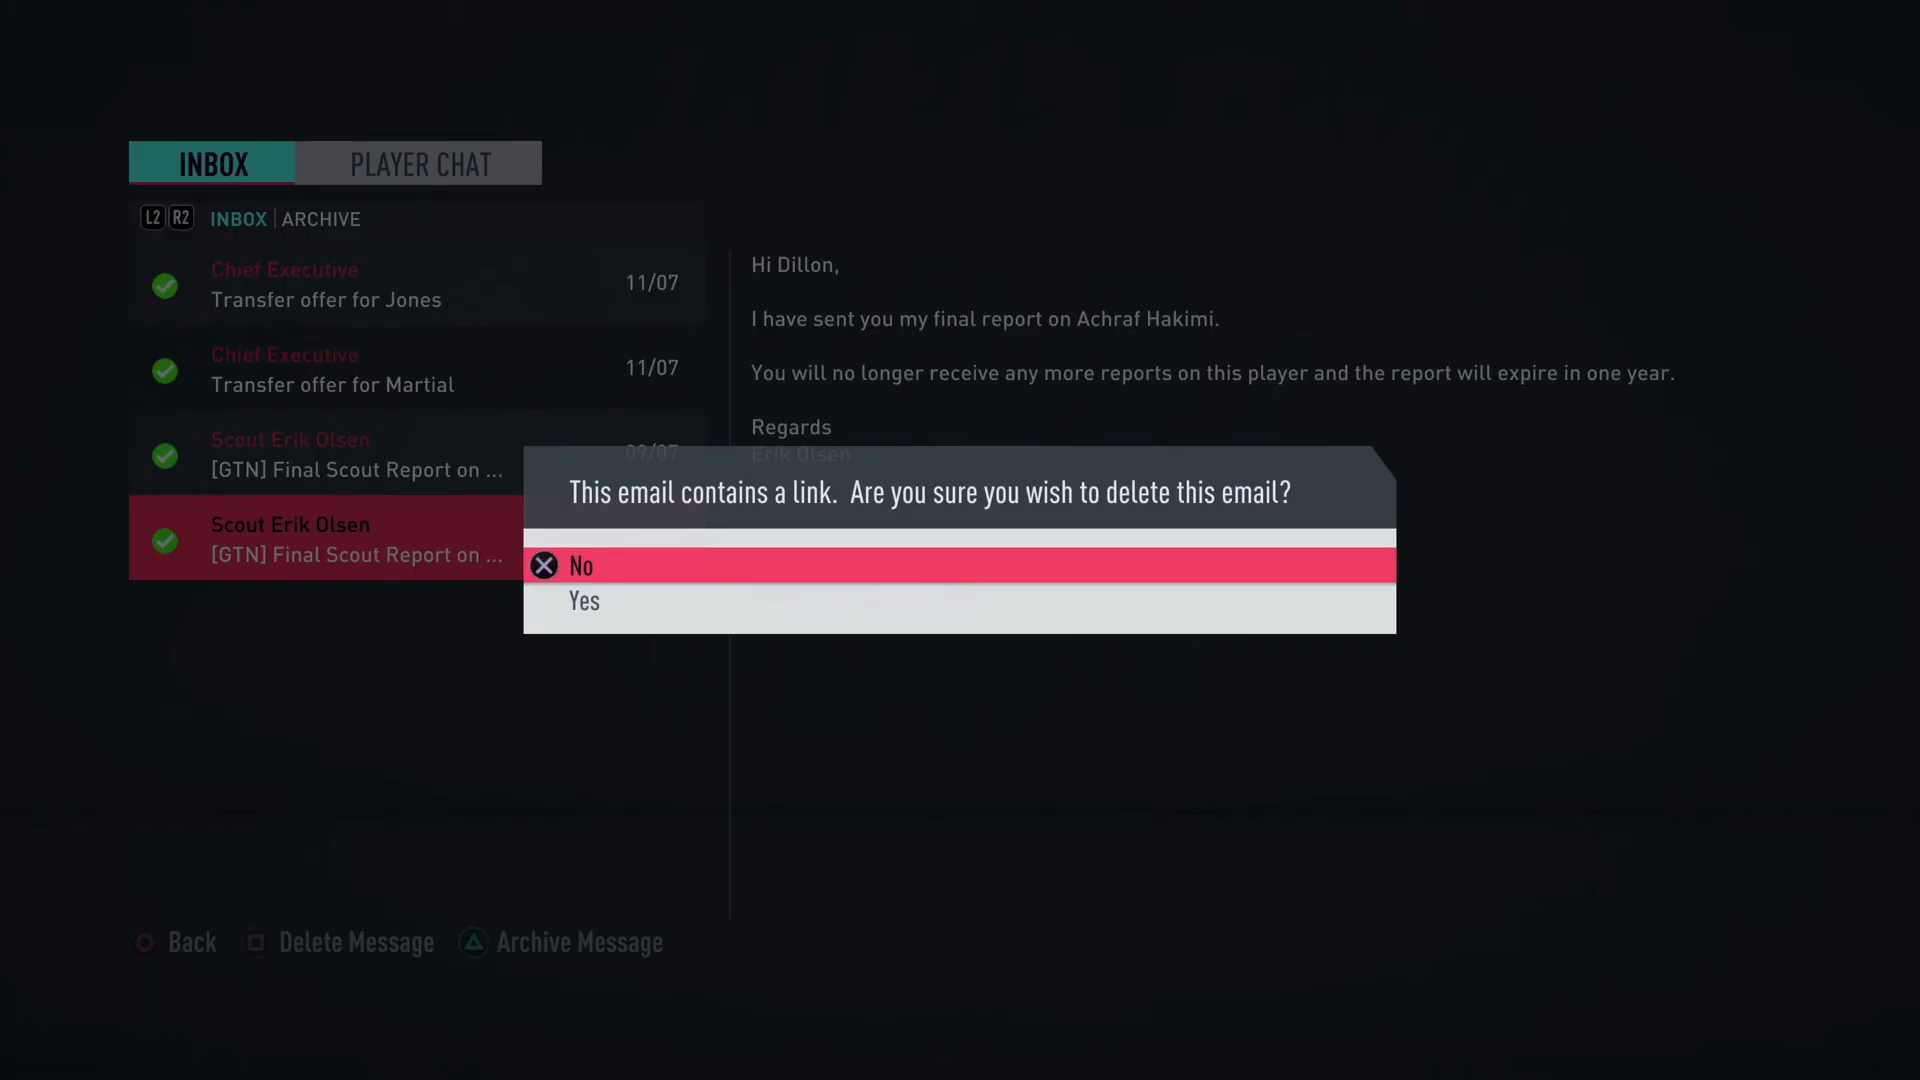 INBOX
PLAYER CHAT
L2 R2 INBOX | ARCHIVE
Chief Executive
Transfer offer for Jones
11/07
Chief Executive
Transfer offer for Martial
11/07
Scout Erik Olsen
[GTN] Final Scout Report on ...
09/07
Scout Erik Olsen
[GTN] Final Scout Report on ...
Hi Dillon,
I have sent you my final report on Achraf Hakimi.
You will no longer receive any more reports on this player and the report will expire in one year.
Regards
Erik Olsen
This email contains a link. Are you sure you wish to delete this email?
No
Yes
Back Delete Message Archive Message